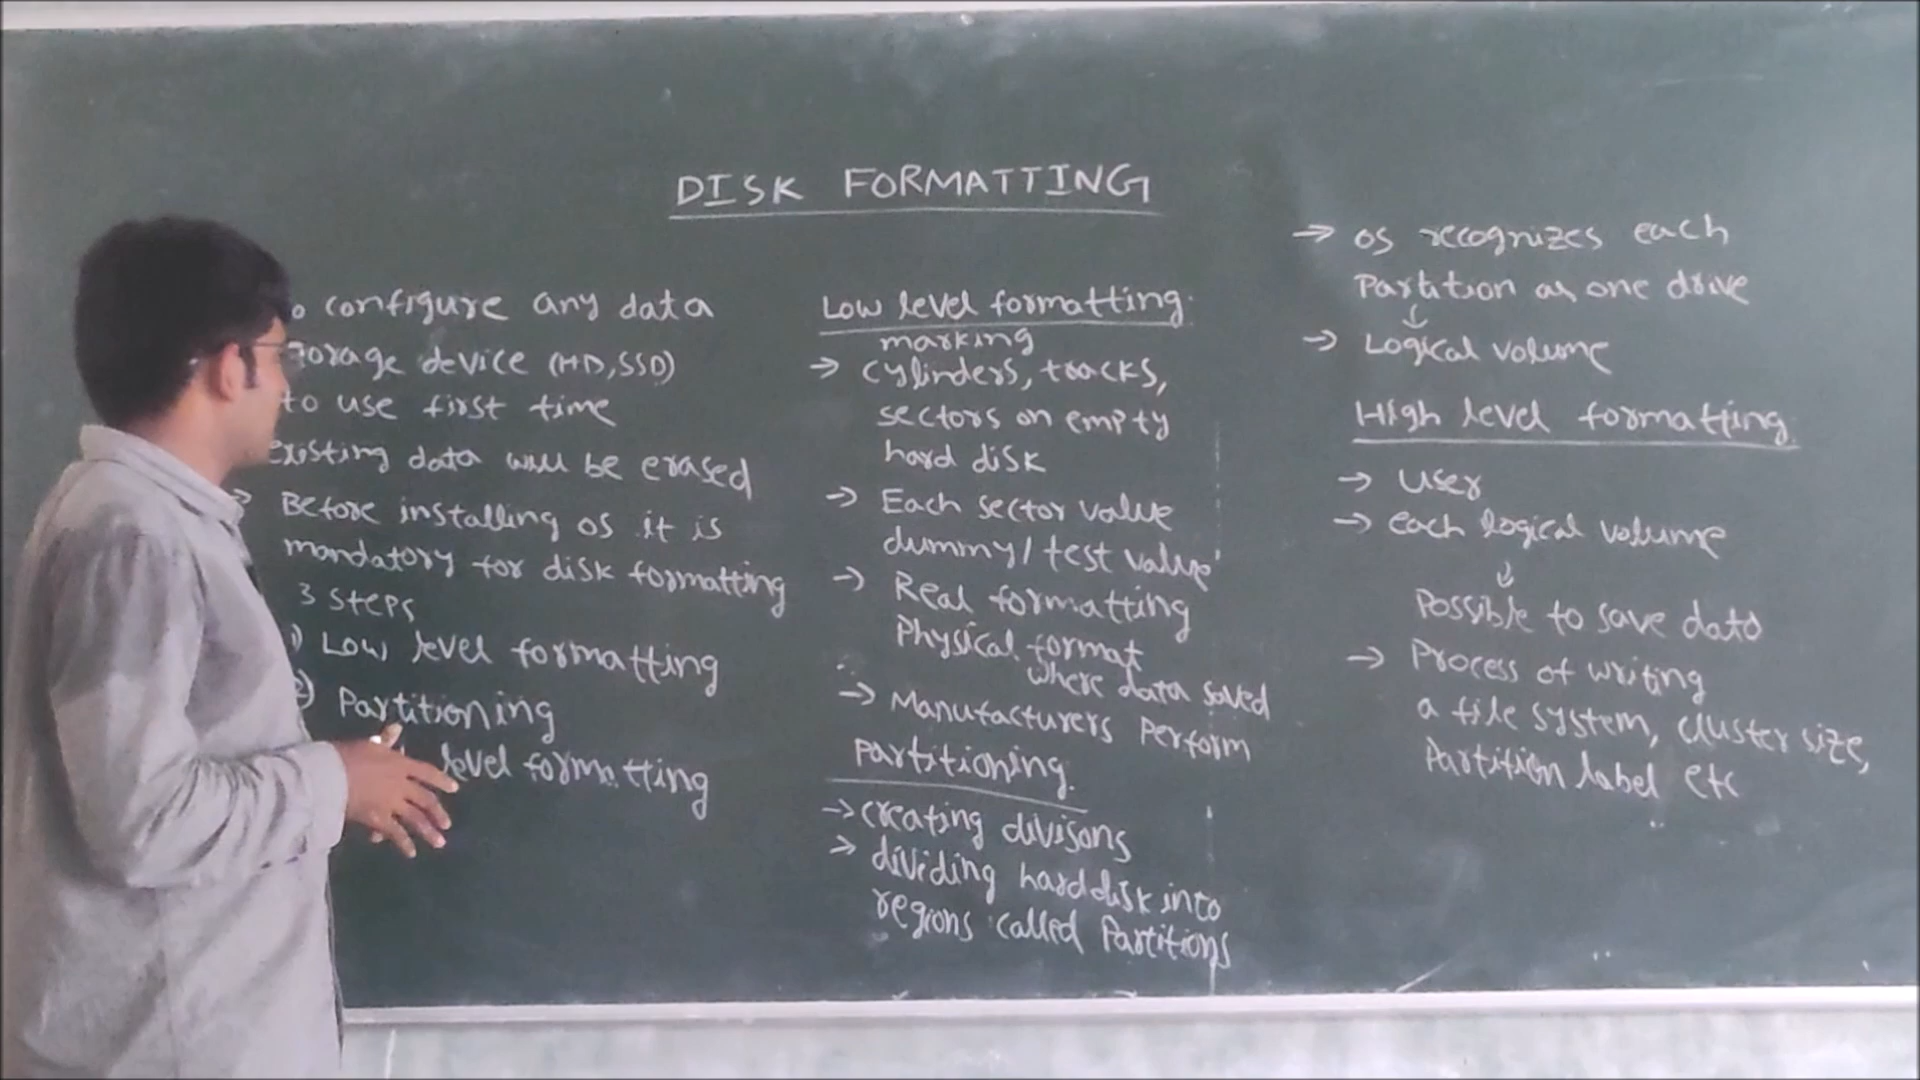 DISK FORMATTING
o configure any data
orage device (HD,SSD)
to use first time
existing data will be erased
→ Before installing os it is
mandatory for disk formatting
3 steps
1) Low level formatting
2) Partitioning
level formatting
Low level formatting.
marking
→ cylinders, tracks,
sectors on empty
hard disk
→ Each sector value
dummy/test value
→ Real formatting
Physical format
where data saved
→ Manufacturers Perform
Partitioning.
→ creating divisons
→ dividing harddisk into
regions called Partitions
→ os recognizes each
Partition as one drive
↓
→ Logical volume
High level formatting.
→ user
→ each logical volume
↓
Possible to save data
→ Process of writing
a file system, cluster size,
Partition label etc